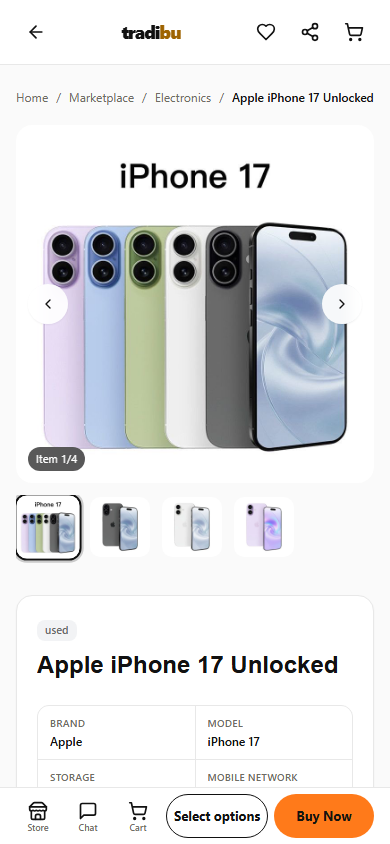 tradibu
Home / Marketplace / Electronics / Apple iPhone 17 Unlocked
iPhone 17
Item 1/4
iPhone 17
used
Apple iPhone 17 Unlocked
BRAND MODEL
Apple iPhone 17
STORAGE MOBILE NETWORK
Store Chat Cart Select options Buy Now